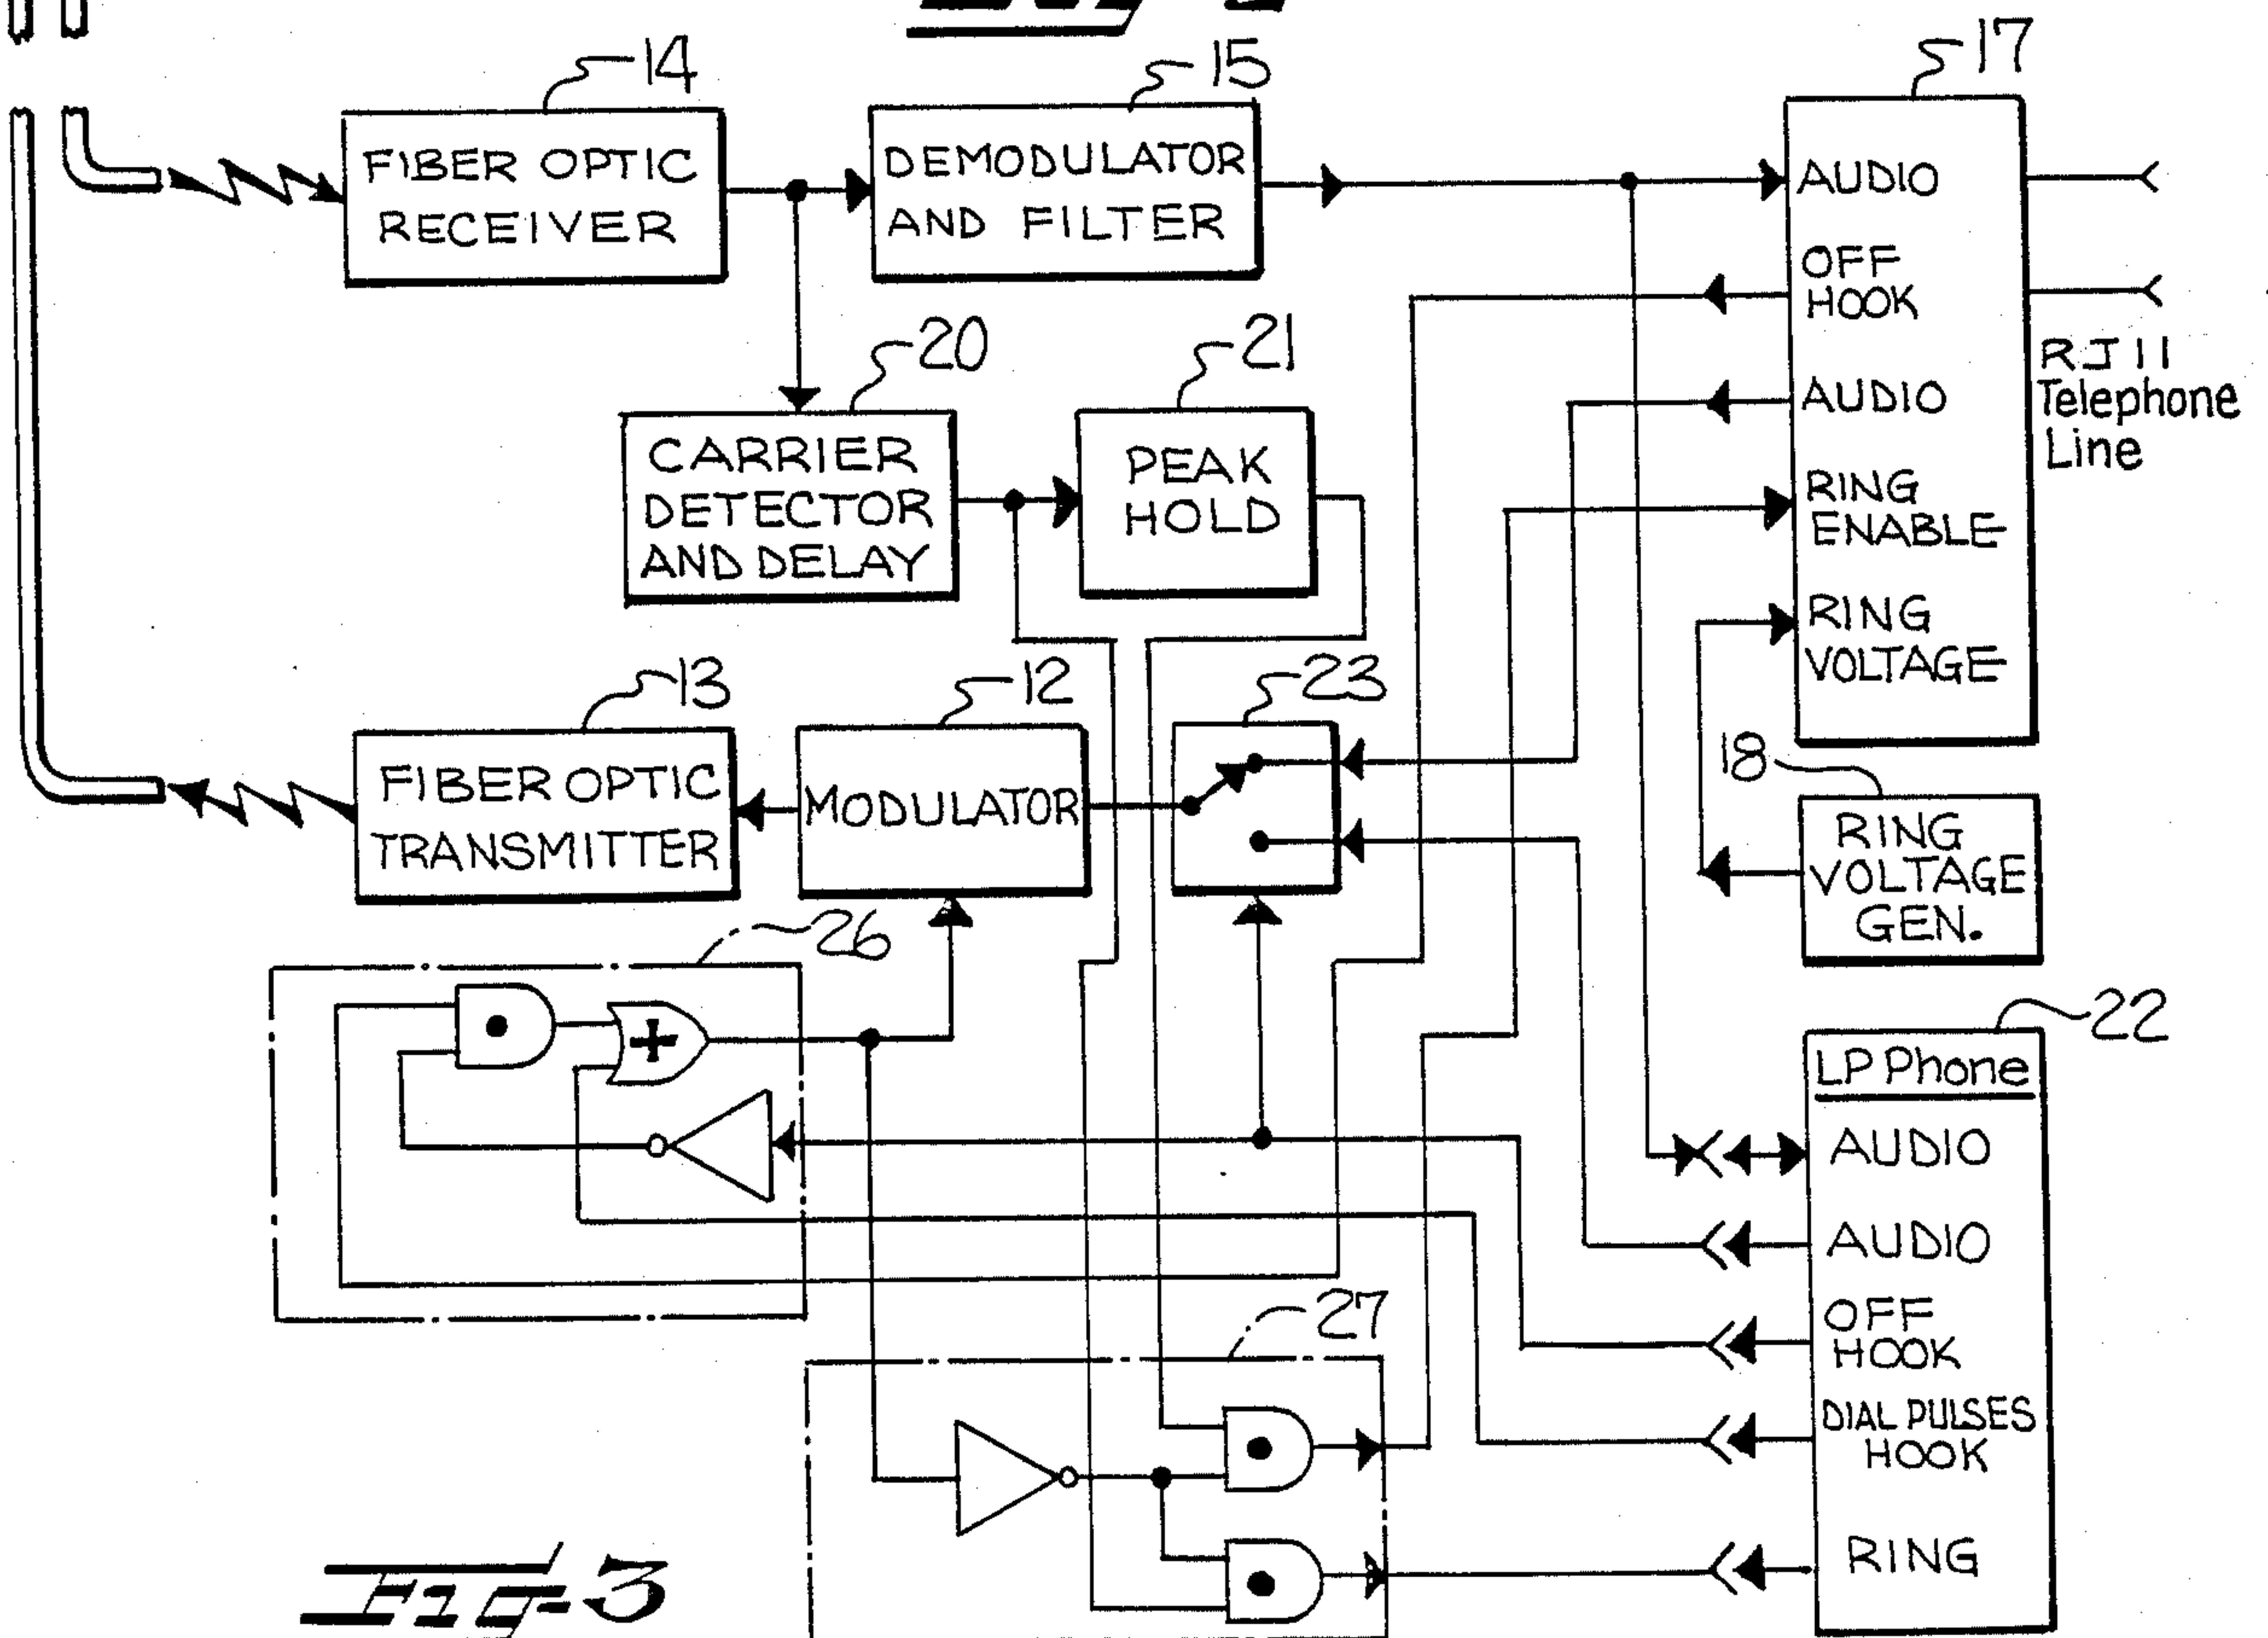 14
15
17
FIBER OPTIC
RECEIVER
DEMODULATOR
AND FILTER
AUDIO
OFF
HOOK
AUDIO
RING
ENABLE
RING
VOLTAGE
RJ11
Telephone
Line
20
21
CARRIER
DETECTOR
AND DELAY
PEAK
HOLD
13
12
23
18
FIBER OPTIC
TRANSMITTER
MODULATOR
RING
VOLTAGE
GEN.
26
22
+
LP Phone
AUDIO
AUDIO
OFF
HOOK
DIAL PULSES
HOOK
RING
27
Fig-3